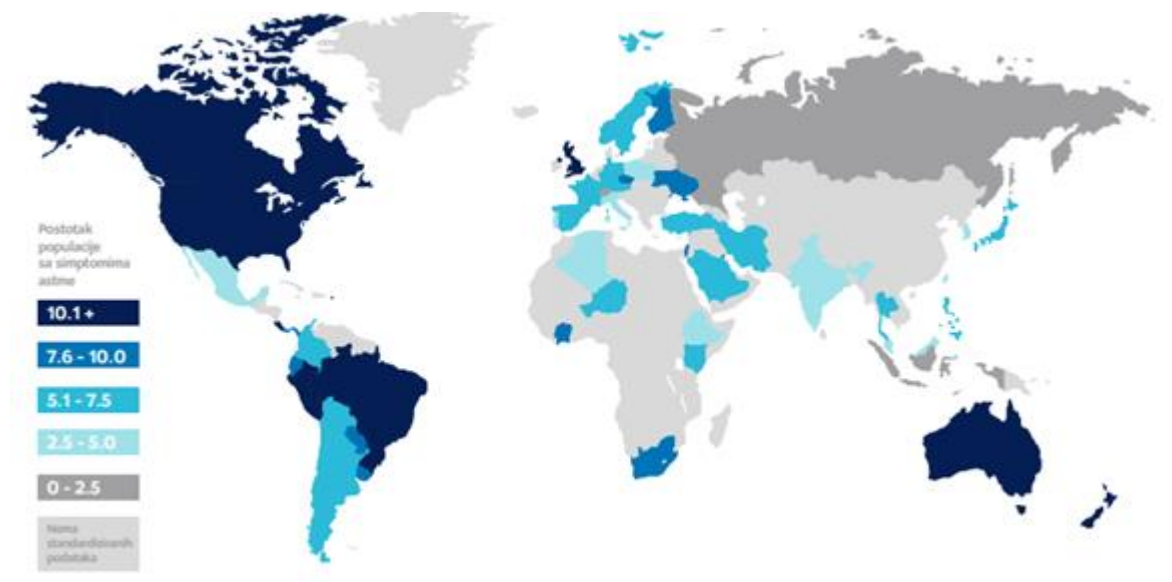 Postotak
populacije
sa simptomima
astme
10.1 +
7.6 - 10.0
5.1 - 7.5
2.5 - 5.0
0 - 2.5
Nema
standardiziranih
podataka